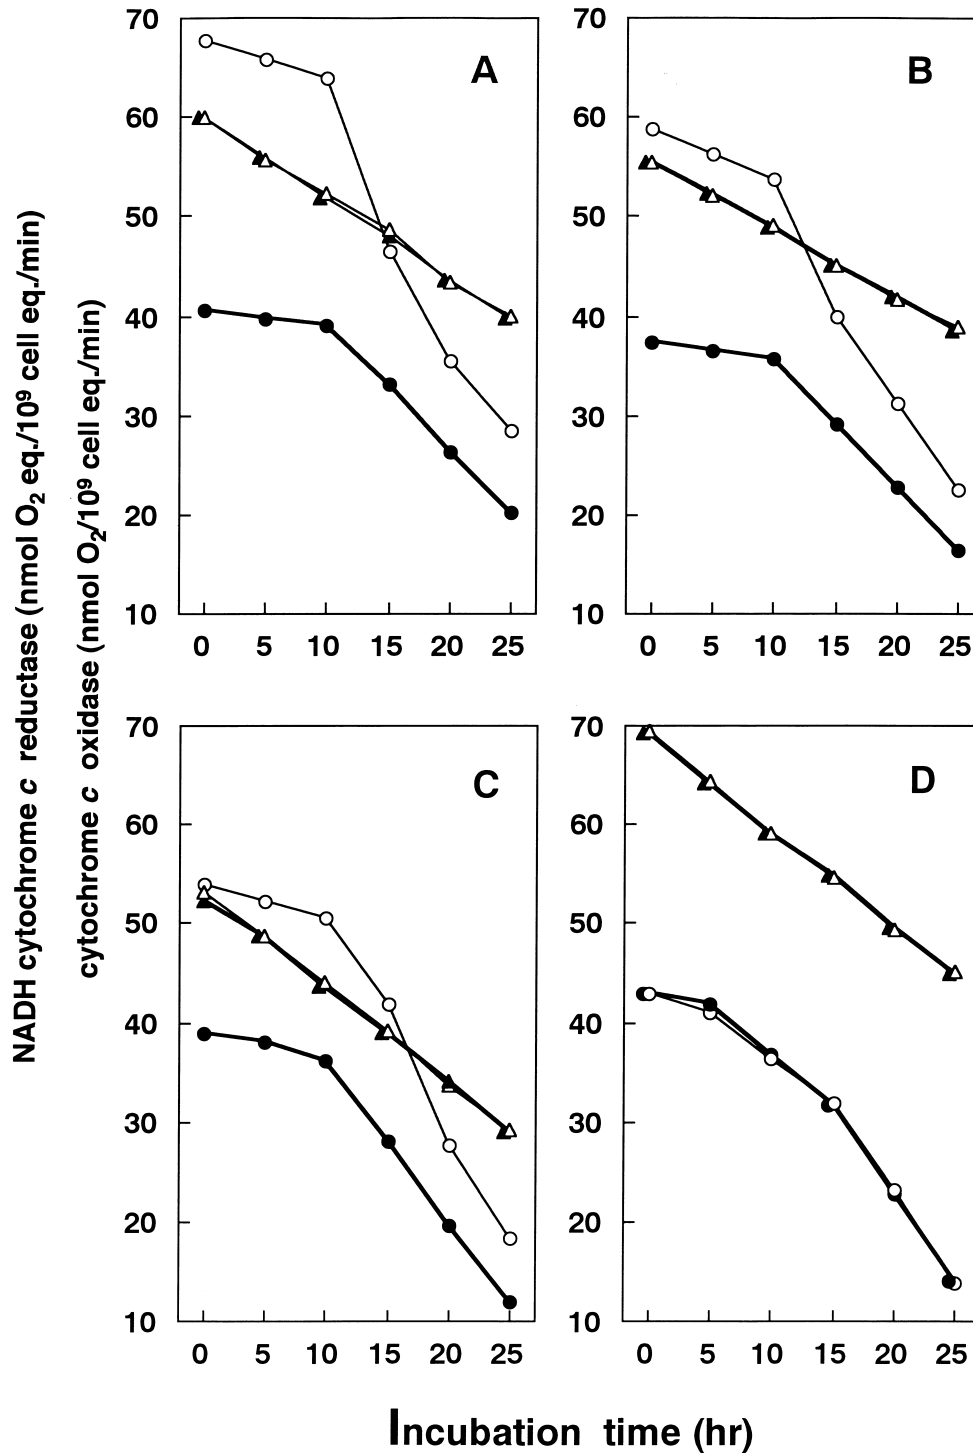 NADH cytochrome c reductase (nmol O2 eq./10⁹ cell eq./min)
cytochrome c oxidase (nmol O2/10⁹ cell eq./min)
A
70
60
50
40
30
20
10
0 5 10 15 20 25
B
70
60
50
40
30
20
10
0 5 10 15 20 25
C
70
60
50
40
30
20
10
0 5 10 15 20 25
D
70
60
50
40
30
20
10
0 5 10 15 20 25
Incubation time (hr)